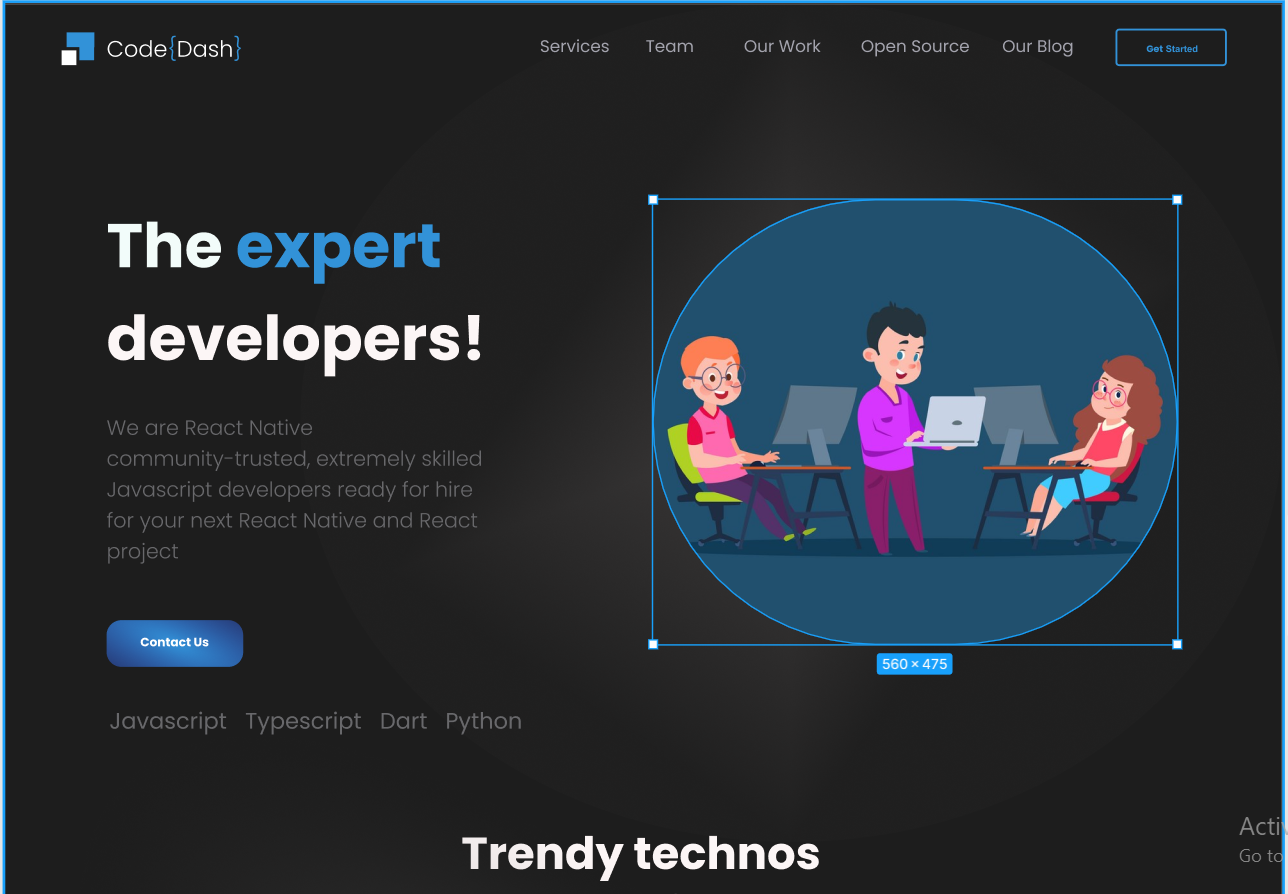 Code{Dash}
Services Team Our Work Open Source Our Blog Get Started
The expert
developers!
We are React Native
community-trusted, extremely skilled
Javascript developers ready for hire
for your next React Native and React
project
Contact Us
560 × 475
Javascript Typescript Dart Python
Trendy technos
Go to